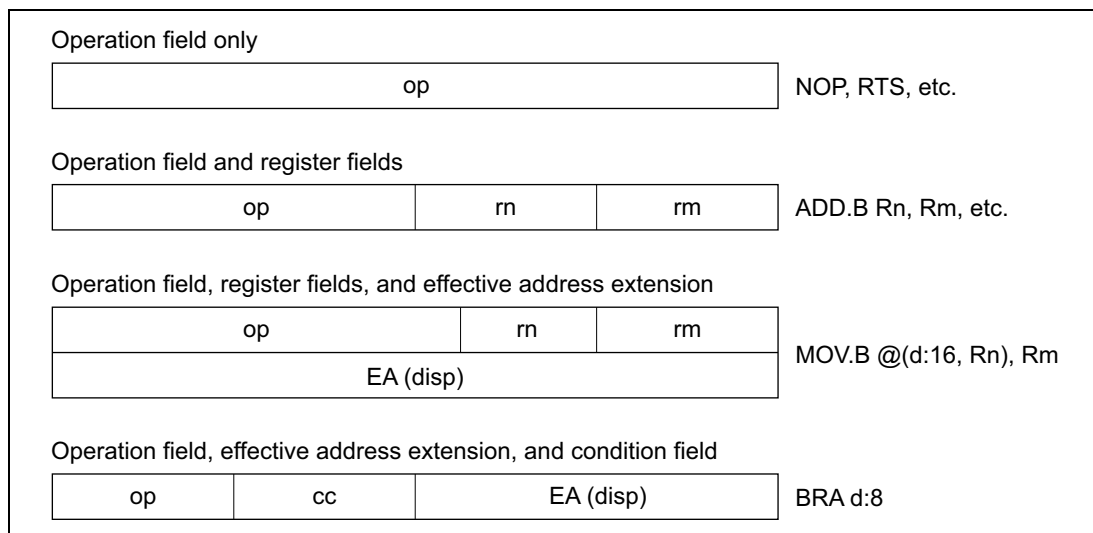 Operation field only
op
NOP, RTS, etc.
Operation field and register fields
op rn rm
ADD.B Rn, Rm, etc.
Operation field, register fields, and effective address extension
op rn rm
EA (disp)
MOV.B @(d:16, Rn), Rm
Operation field, effective address extension, and condition field
op cc EA (disp)
BRA d:8